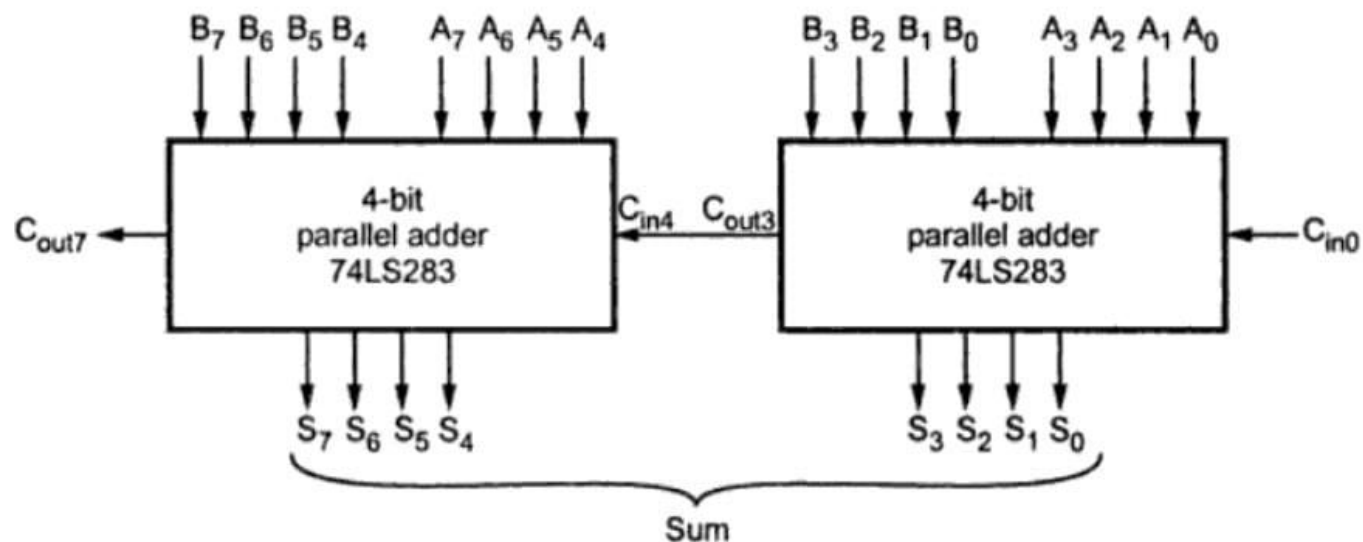 B7 B6 B5 B4 A7 A6 A5 A4 B3 B2 B1 B0 A3 A2 A1 A0
4-bit
parallel adder
74LS283
Cout7
Cin4 Cout3
4-bit
parallel adder
74LS283
Cin0
S7 S6 S5 S4 S3 S2 S1 S0
Sum